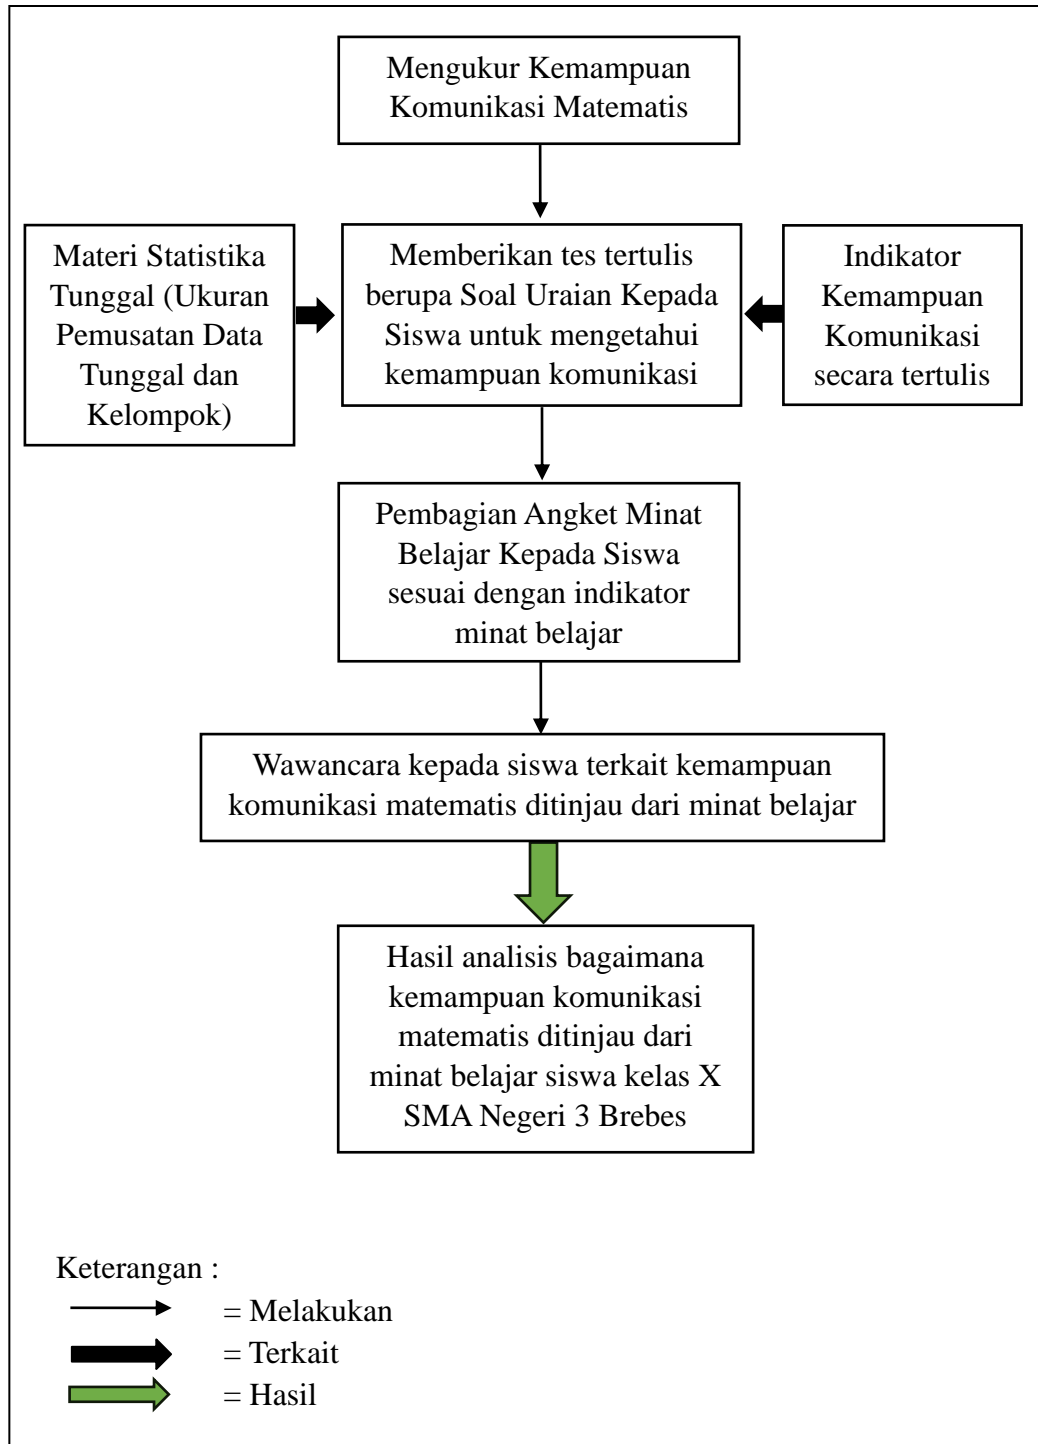 Mengukur Kemampuan
Komunikasi Matematis
Materi Statistika
Tunggal (Ukuran
Pemusatan Data
Tunggal dan
Kelompok)
Memberikan tes tertulis
berupa Soal Uraian Kepada
Siswa untuk mengetahui
kemampuan komunikasi
Indikator
Kemampuan
Komunikasi
secara tertulis
Pembagian Angket Minat
Belajar Kepada Siswa
sesuai dengan indikator
minat belajar
Wawancara kepada siswa terkait kemampuan
komunikasi matematis ditinjau dari minat belajar
Hasil analisis bagaimana
kemampuan komunikasi
matematis ditinjau dari
minat belajar siswa kelas X
SMA Negeri 3 Brebes
Keterangan :
= Melakukan
= Terkait
= Hasil